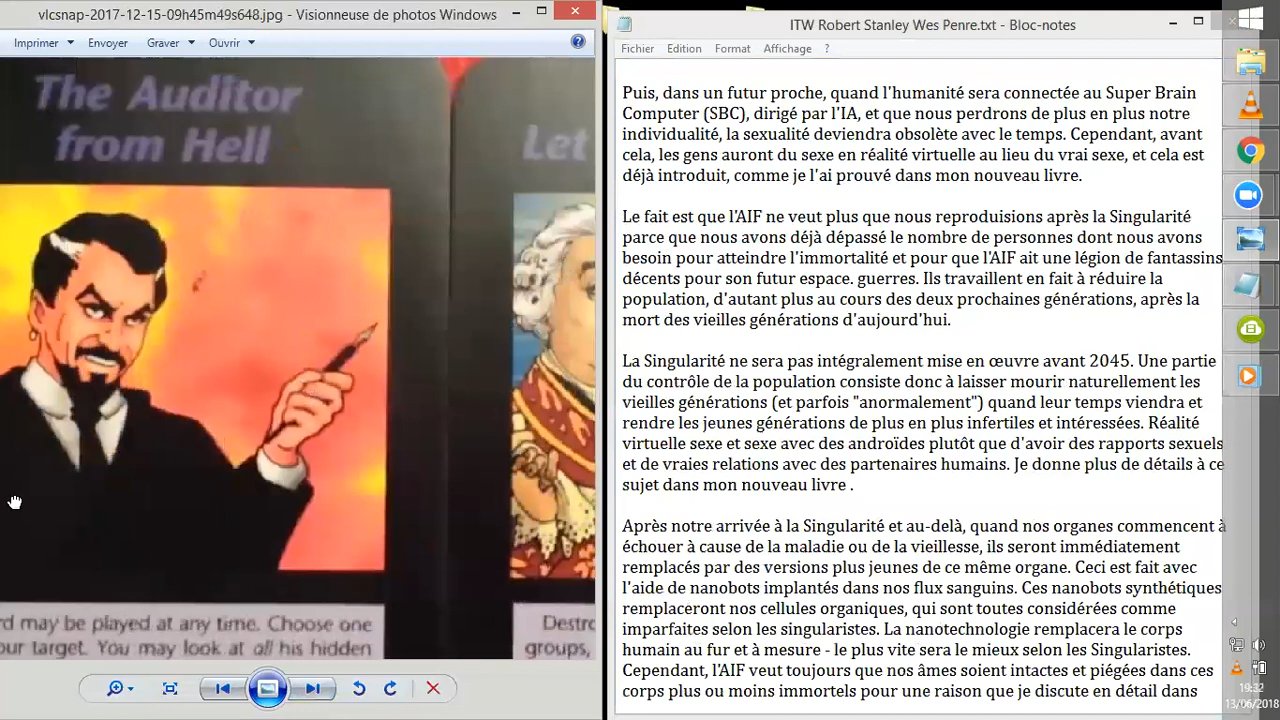 vlcsnap-2017-12-15-09h45m49s648.jpg - Visionneuse de photos Windows
Imprimer
Envoyer
Graver
Ouvrir
The Auditor
from Hell
Let
rd may be played at any time. Choose one
our target. You may look at all his hidden
Destro
groups,
ITW Robert Stanley Wes Penre.txt - Bloc-notes
Fichier Edition Format Affichage ?
Puis, dans un futur proche, quand l'humanité sera connectée au Super Brain
Computer (SBC), dirigé par l'IA, et que nous perdrons de plus en plus notre
individualité, la sexualité deviendra obsolète avec le temps. Cependant, avant
cela, les gens auront du sexe en réalité virtuelle au lieu du vrai sexe, et cela est
déjà introduit, comme je l'ai prouvé dans mon nouveau livre.
Le fait est que l'AIF ne veut plus que nous reproduisions après la Singularité
parce que nous avons déjà dépassé le nombre de personnes dont nous avons
besoin pour atteindre l'immortalité et pour que l'AIF ait une légion de fantassins
décents pour son futur espace. guerres. Ils travaillent en fait à réduire la
population, d'autant plus au cours des deux prochaines générations, après la
mort des vieilles générations d'aujourd'hui.
La Singularité ne sera pas intégralement mise en œuvre avant 2045. Une partie
du contrôle de la population consiste donc à laisser mourir naturellement les
vieilles générations (et parfois "anormalement") quand leur temps viendra et
rendre les jeunes générations de plus en plus infertiles et intéressées. Réalité
virtuelle sexe et sexe avec des androïdes plutôt que d'avoir des rapports sexuels
et de vraies relations avec des partenaires humains. Je donne plus de détails à ce
sujet dans mon nouveau livre .
Après notre arrivée à la Singularité et au-delà, quand nos organes commencent à
échouer à cause de la maladie ou de la vieillesse, ils seront immédiatement
remplacés par des versions plus jeunes de ce même organe. Ceci est fait avec
l'aide de nanobots implantés dans nos flux sanguins. Ces nanobots synthétiques
remplaceront nos cellules organiques, qui sont toutes considérées comme
imparfaites selon les singularistes. La nanotechnologie remplacera le corps
humain au fur et à mesure - le plus vite sera le mieux selon les Singularistes.
Cependant, l'AIF veut toujours que nos âmes soient intactes et piégées dans ces
corps plus ou moins immortels pour une raison que je discute en détail dans
19:32
13/06/2018